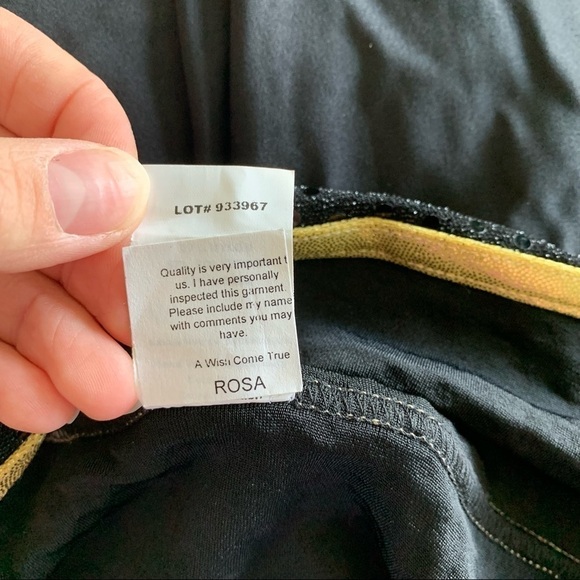 LOT# 933967
Quality is very important t
us. I have personally
inspected this garment.
Please include my name
with comments you may
have.
A Wish Come True
ROSA